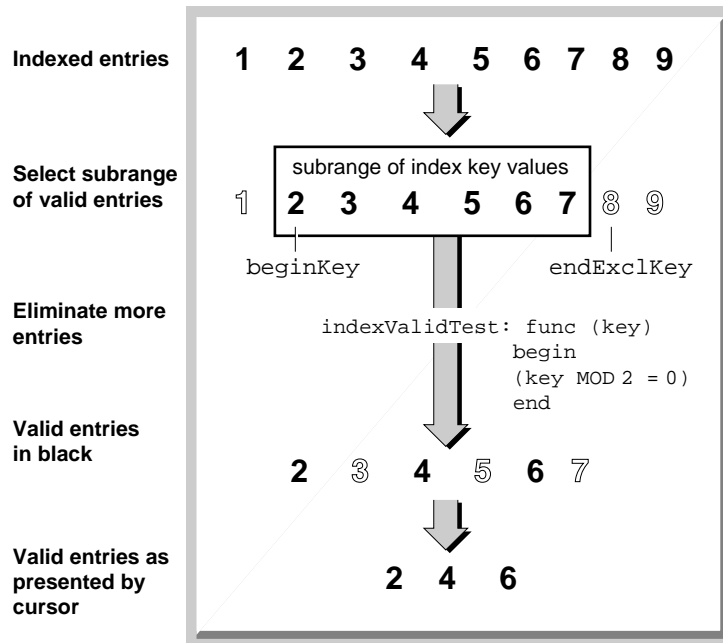 Indexed entries
1 2 3 4 5 6 7 8 9
Select subrange
of valid entries
subrange of index key values
1 2 3 4 5 6 7 8 9
beginKey
endExclKey
Eliminate more
entries
indexValidTest: func (key)
begin
(key MOD 2 = 0)
end
Valid entries
in black
2 3 4 5 6 7
Valid entries as
presented by
cursor
2 4 6